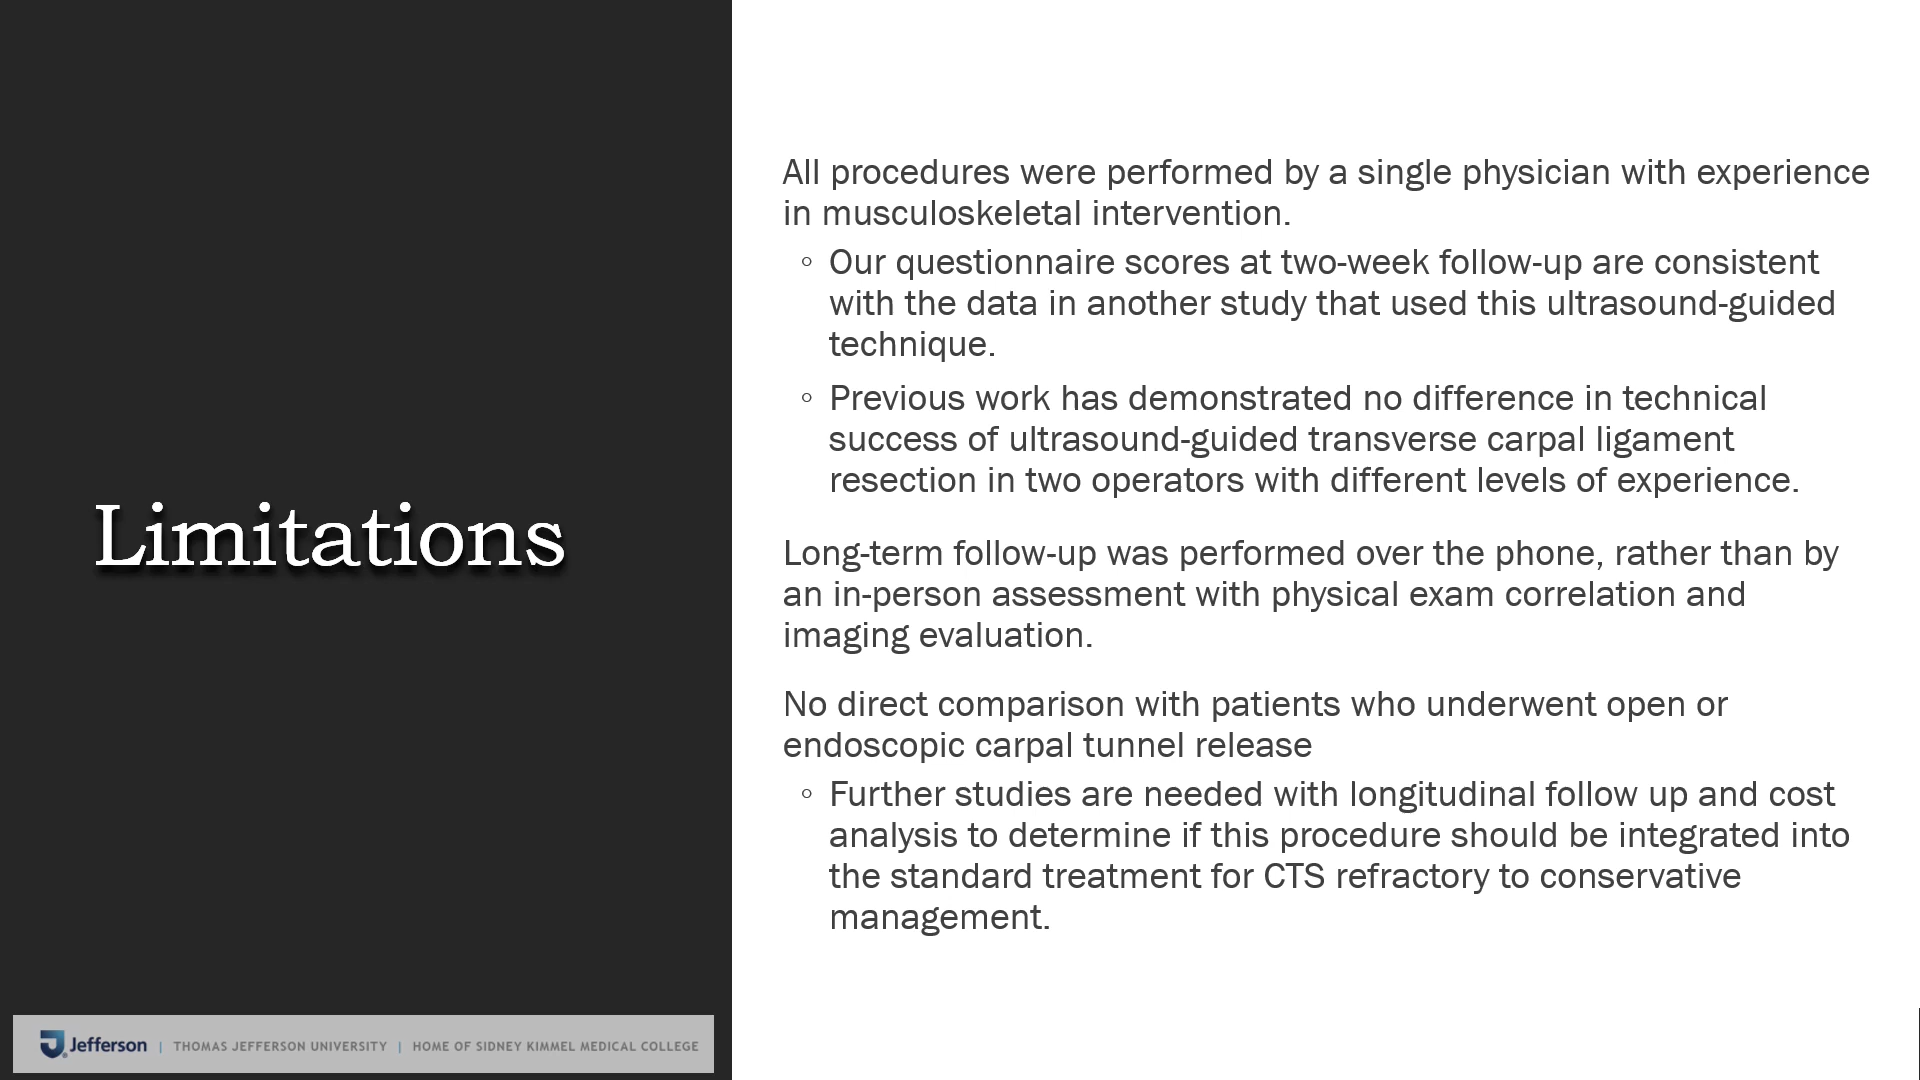 Limitations
All procedures were performed by a single physician with experience
in musculoskeletal intervention.
◦ Our questionnaire scores at two-week follow-up are consistent
with the data in another study that used this ultrasound-guided
technique.
◦ Previous work has demonstrated no difference in technical
success of ultrasound-guided transverse carpal ligament
resection in two operators with different levels of experience.
Long-term follow-up was performed over the phone, rather than by
an in-person assessment with physical exam correlation and
imaging evaluation.
No direct comparison with patients who underwent open or
endoscopic carpal tunnel release
◦ Further studies are needed with longitudinal follow up and cost
analysis to determine if this procedure should be integrated into
the standard treatment for CTS refractory to conservative
management.
Jefferson | THOMAS JEFFERSON UNIVERSITY | HOME OF SIDNEY KIMMEL MEDICAL COLLEGE